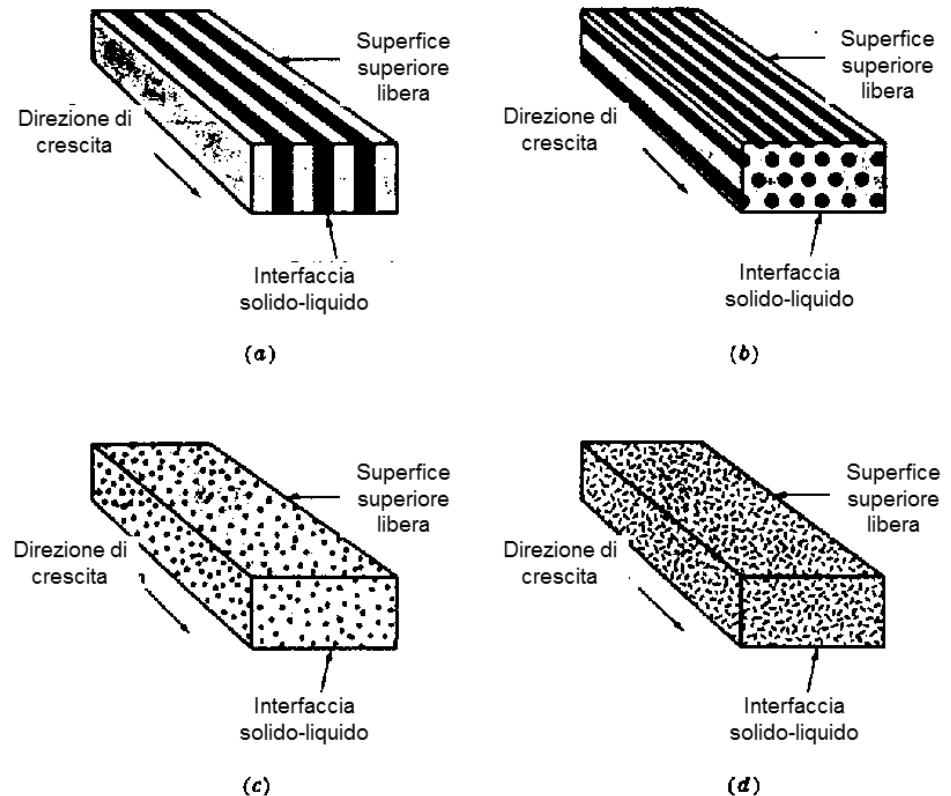 Superfice
superiore
libera
Direzione di
crescita
Interfaccia
solido-liquido
(a)
Superfice
superiore
libera
Direzione di
crescita
Interfaccia
solido-liquido
(b)
Superfice
superiore
libera
Direzione di
crescita
Interfaccia
solido-liquido
(c)
Superfice
superiore
libera
Direzione di
crescita
Interfaccia
solido-liquido
(d)